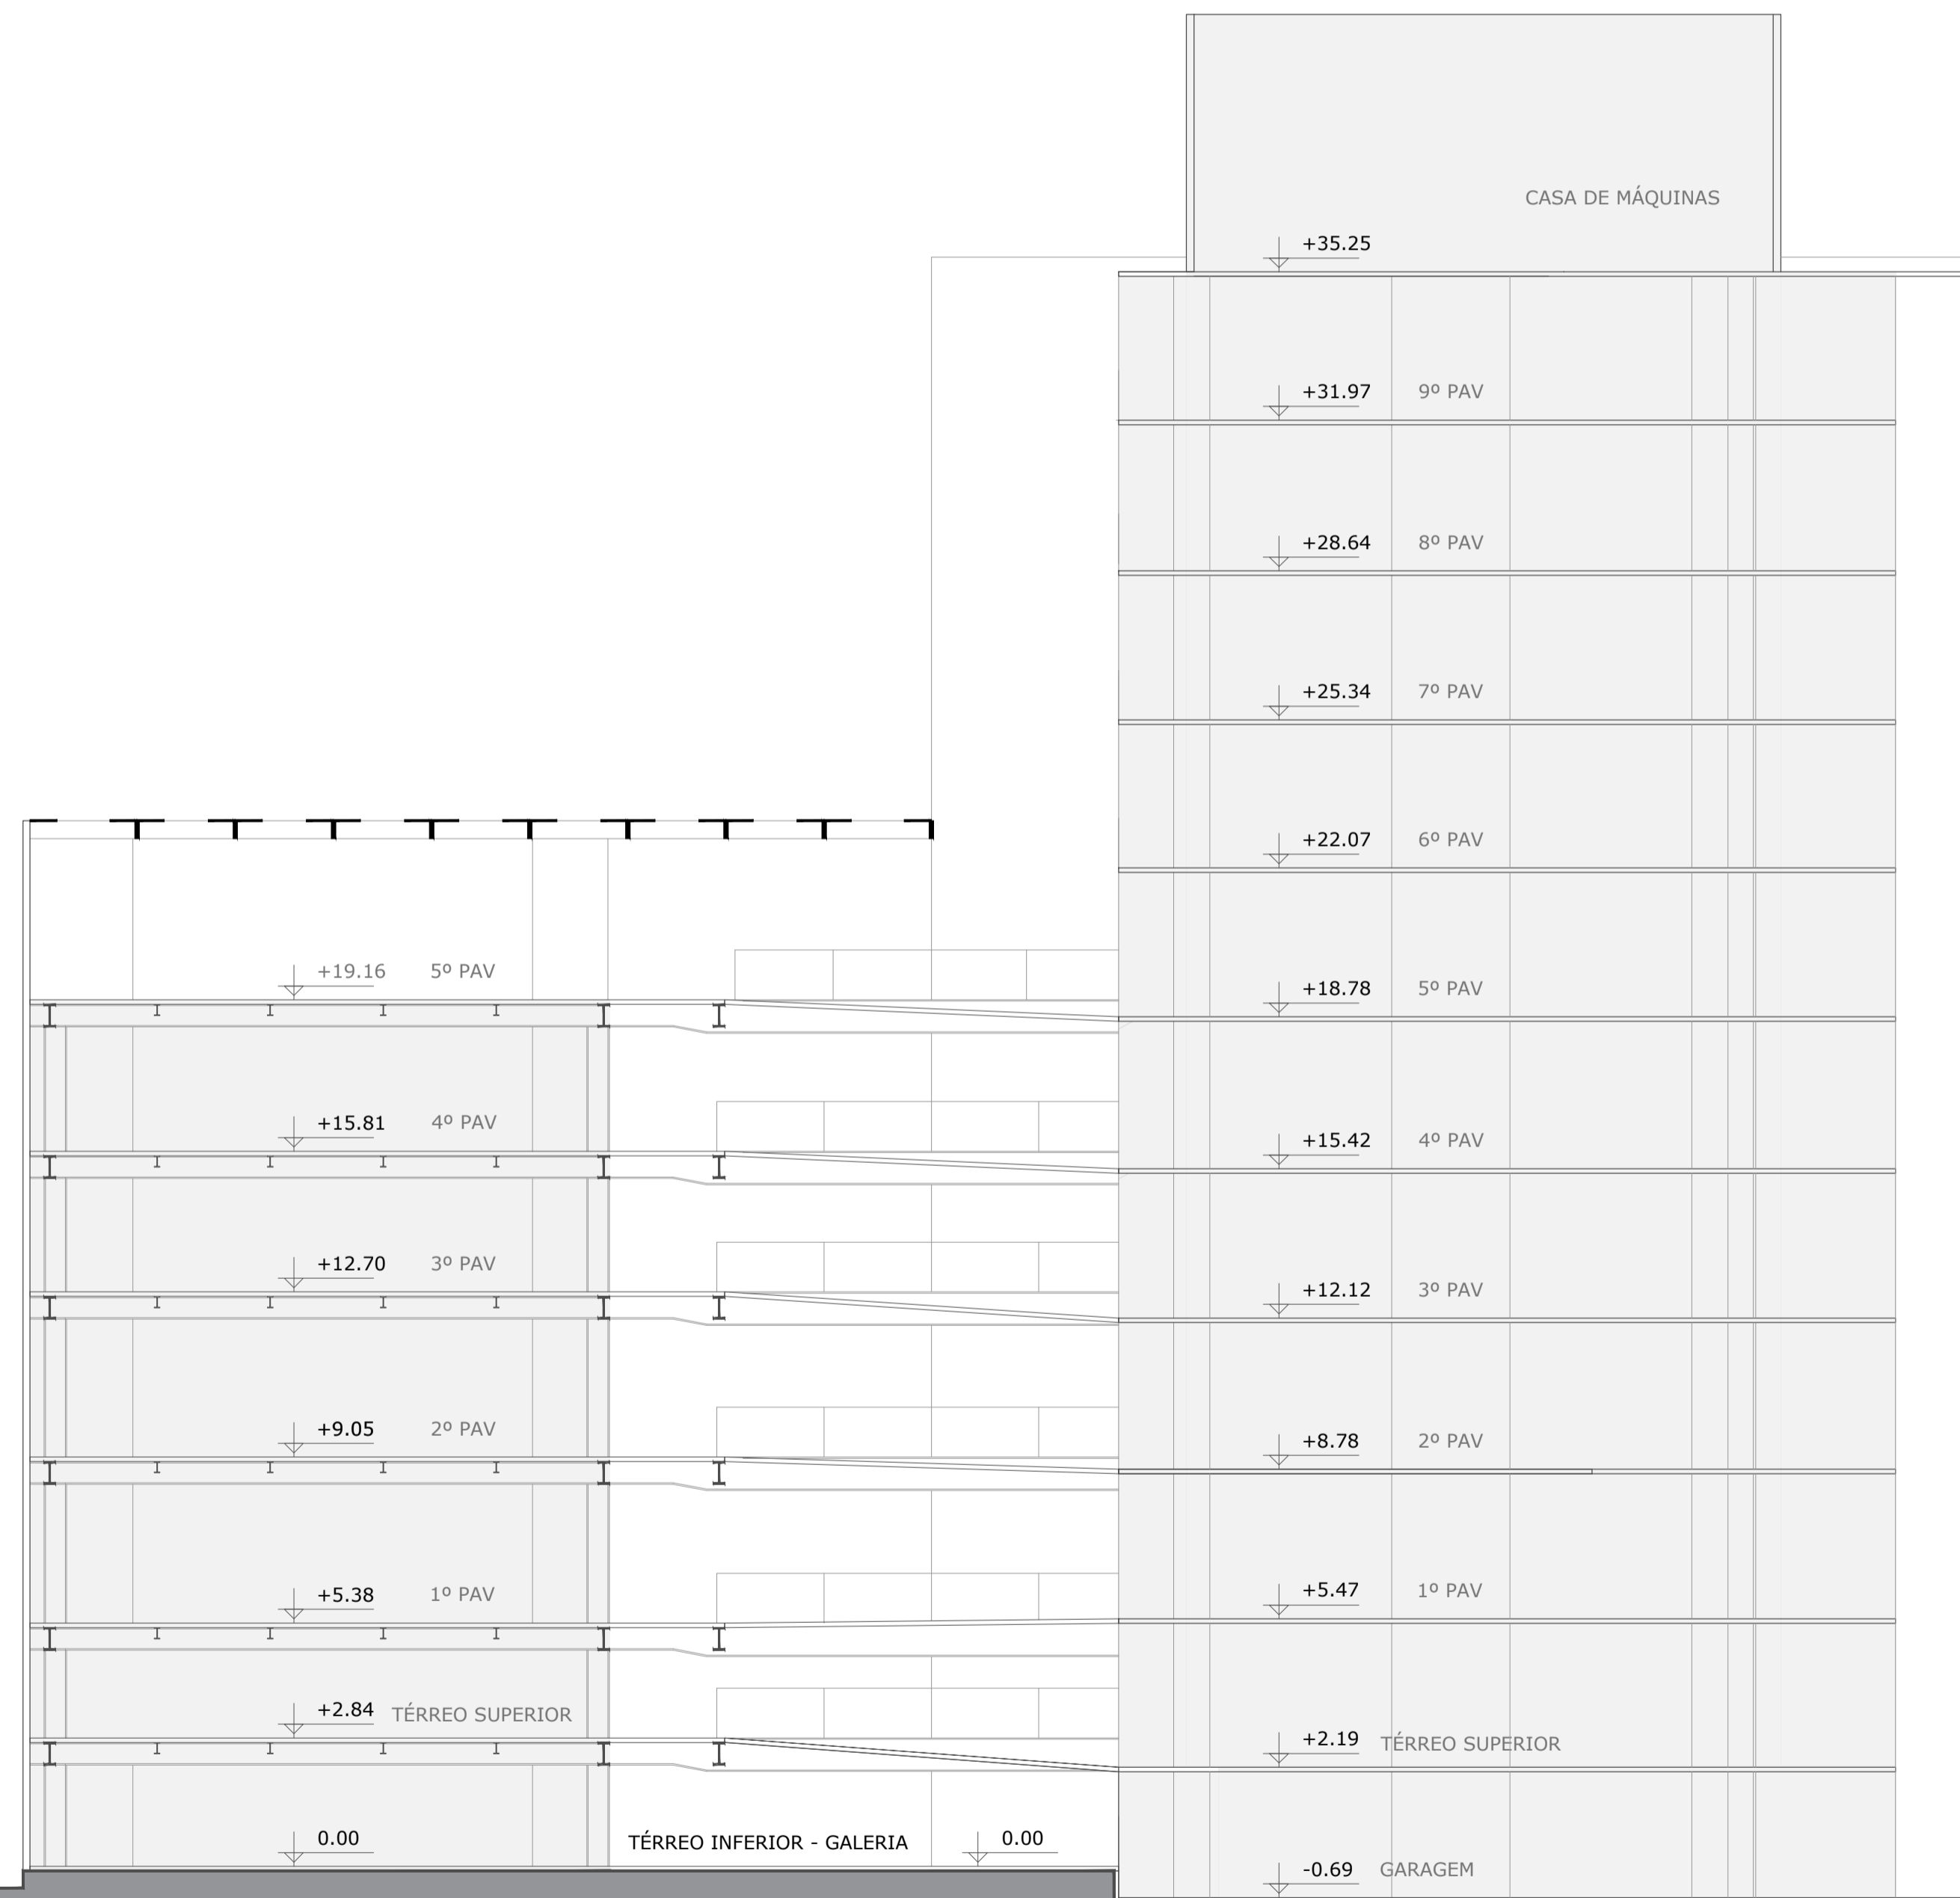 CASA DE MÁQUINAS
+35.25
+31.97 9º PAV
+28.64 8º PAV
+25.34 7º PAV
+22.07 6º PAV
+19.16 5º PAV
+18.78 5º PAV
+15.81 4º PAV
+15.42 4º PAV
+12.70 3º PAV
+12.12 3º PAV
+9.05 2º PAV
+8.78 2º PAV
+5.38 1º PAV
+5.47 1º PAV
+2.84 TÉRREO SUPERIOR
+2.19 TÉRREO SUPERIOR
0.00 TÉRREO INFERIOR - GALERIA 0.00
-0.69 GARAGEM